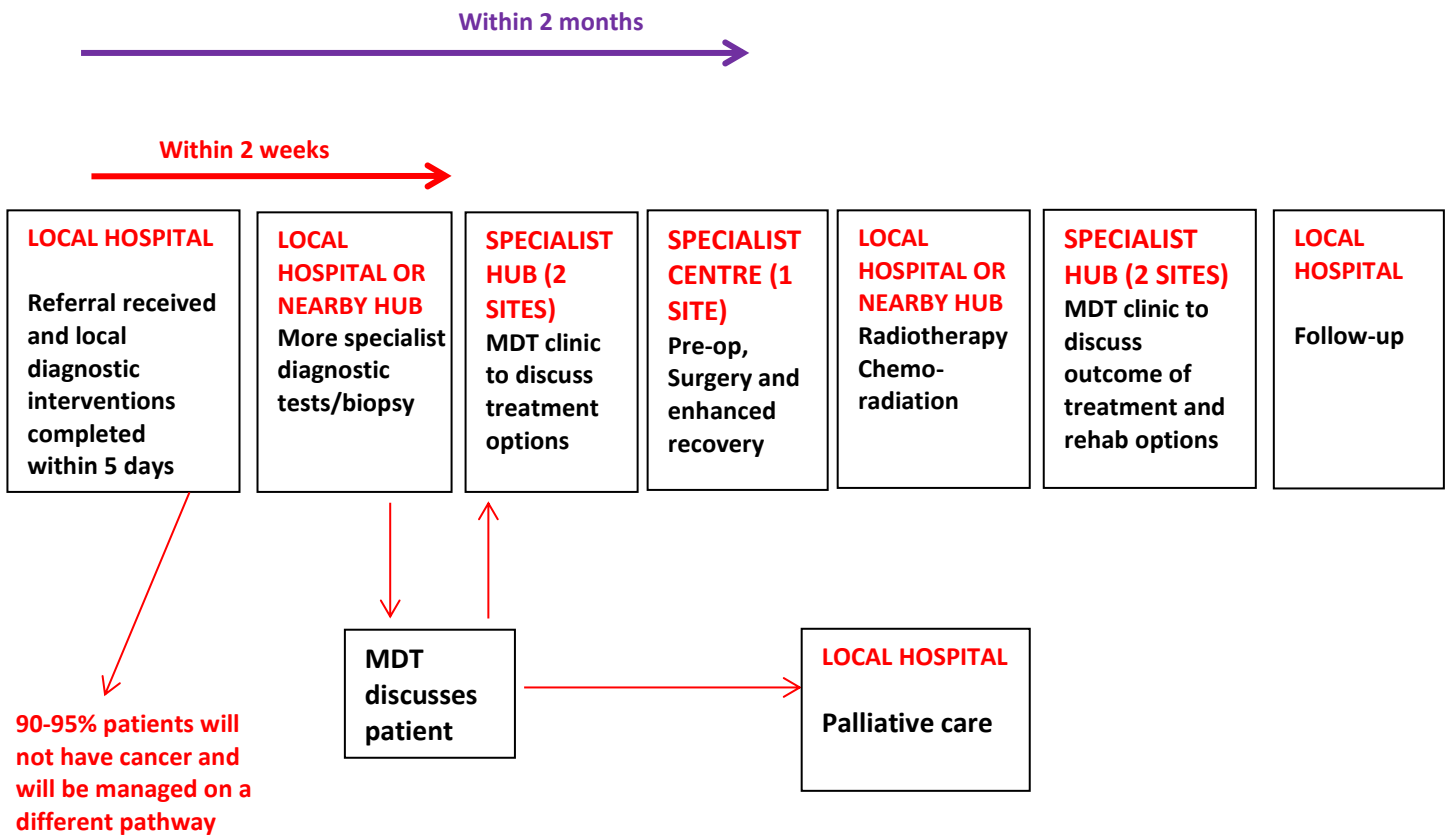 Within 2 months
Within 2 weeks
LOCAL HOSPITAL
Referral received
and local
diagnostic
interventions
completed
within 5 days
LOCAL
HOSPITAL OR
NEARBY HUB
More specialist
diagnostic
tests/biopsy
SPECIALIST
HUB (2
SITES)
MDT clinic
to discuss
treatment
options
SPECIALIST
CENTRE (1
SITE)
Pre-op,
Surgery and
enhanced
recovery
LOCAL
HOSPITAL OR
NEARBY HUB
Radiotherapy
Chemo-
radiation
SPECIALIST
HUB (2 SITES)
MDT clinic to
discuss
outcome of
treatment and
rehab options
LOCAL
HOSPITAL
Follow-up
MDT
discusses
patient
LOCAL HOSPITAL
Palliative care
90-95% patients will
not have cancer and
will be managed on a
different pathway